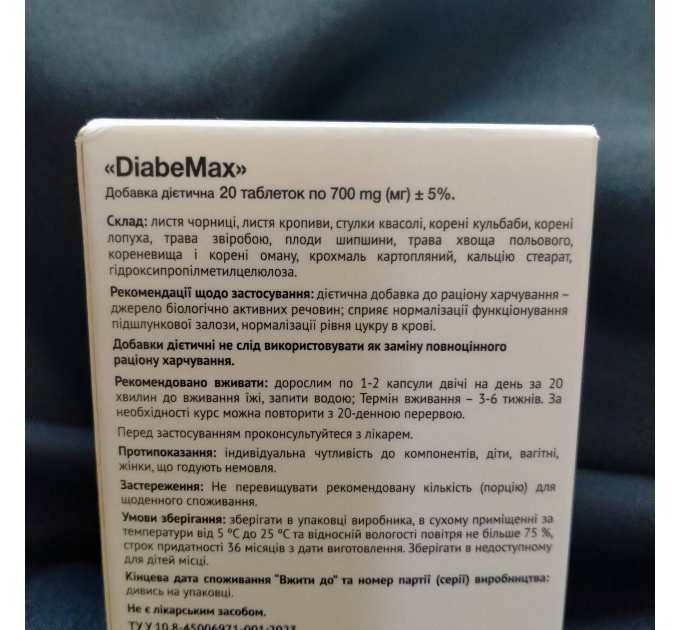 «DiabeMax»
Добавка дієтична 20 таблеток по 700 mg (мг) ± 5%.
Склад: листя чорниці, листя кропиви, стулки квасолі, корені кульбаби, корені
лопуха, трава звіробою, плоди шипшини, трава хвоща польового,
кореневища і корені оману, крохмаль картопляний, кальцію стеарат,
гідроксипропілметилцелюлоза.
Рекомендації щодо застосування: дієтична добавка до раціону харчування –
джерело біологічно активних речовин; сприяє нормалізації функціонування
підшлункової залози, нормалізації рівня цукру в крові.
Добавки дієтичні не слід використовувати як заміну повноцінного
раціону харчування.
Рекомендовано вживати: дорослим по 1-2 капсули двічі на день за 20
хвилин до вживання їжі, запити водою; Термін вживання – 3-6 тижнів. За
необхідності курс можна повторити з 20-денною перервою.
Перед застосуванням проконсультуйтеся з лікарем.
Протипоказання: індивідуальна чутливість до компонентів, діти, вагітні,
жінки, що годують немовля.
Застереження: Не перевищувати рекомендовану кількість (порцію) для
щоденного споживання.
Умови зберігання: зберігати в упаковці виробника, в сухому приміщенні за
температури від 5 °С до 25 °С та відносній вологості повітря не більше 75 %,
строк придатності 36 місяців з дати виготовлення. Зберігати в недоступному
для дітей місці.
Кінцева дата споживання "Вжити до" та номер партії (серії) виробництва:
дивись на упаковці.
Не є лікарським засобом.
ТУ У 10.8-45006971-001:2023